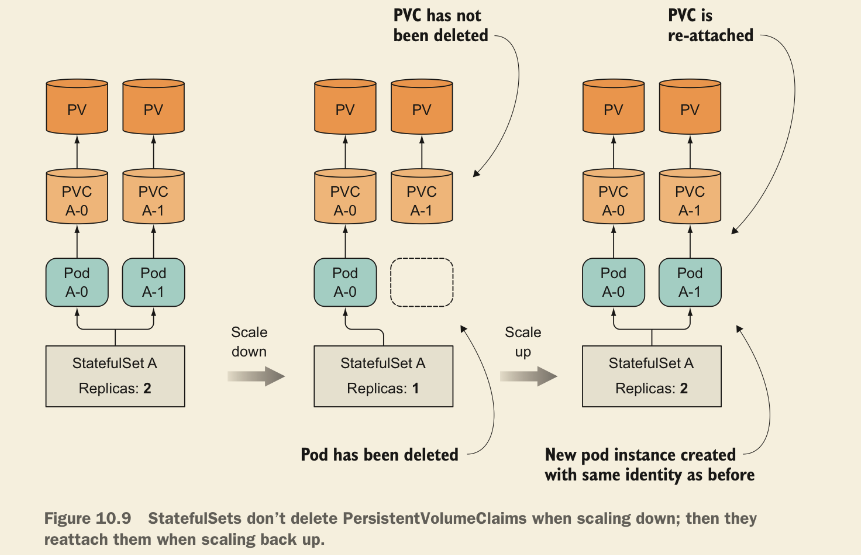 PVC has not
been deleted
PVC is
re-attached
PV
PV
PV
PV
PV
PV
PVC
A-0
PVC
A-1
PVC
A-0
PVC
A-1
PVC
A-0
PVC
A-1
Pod
A-0
Pod
A-1
Pod
A-0
Pod
A-0
Pod
A-1
Scale
down
Scale
up
StatefulSet A
Replicas: 2
StatefulSet A
Replicas: 1
StatefulSet A
Replicas: 2
Pod has been deleted
New pod instance created
with same identity as before
Figure 10.9 StatefulSets don’t delete PersistentVolumeClaims when scaling down; then they
reattach them when scaling back up.